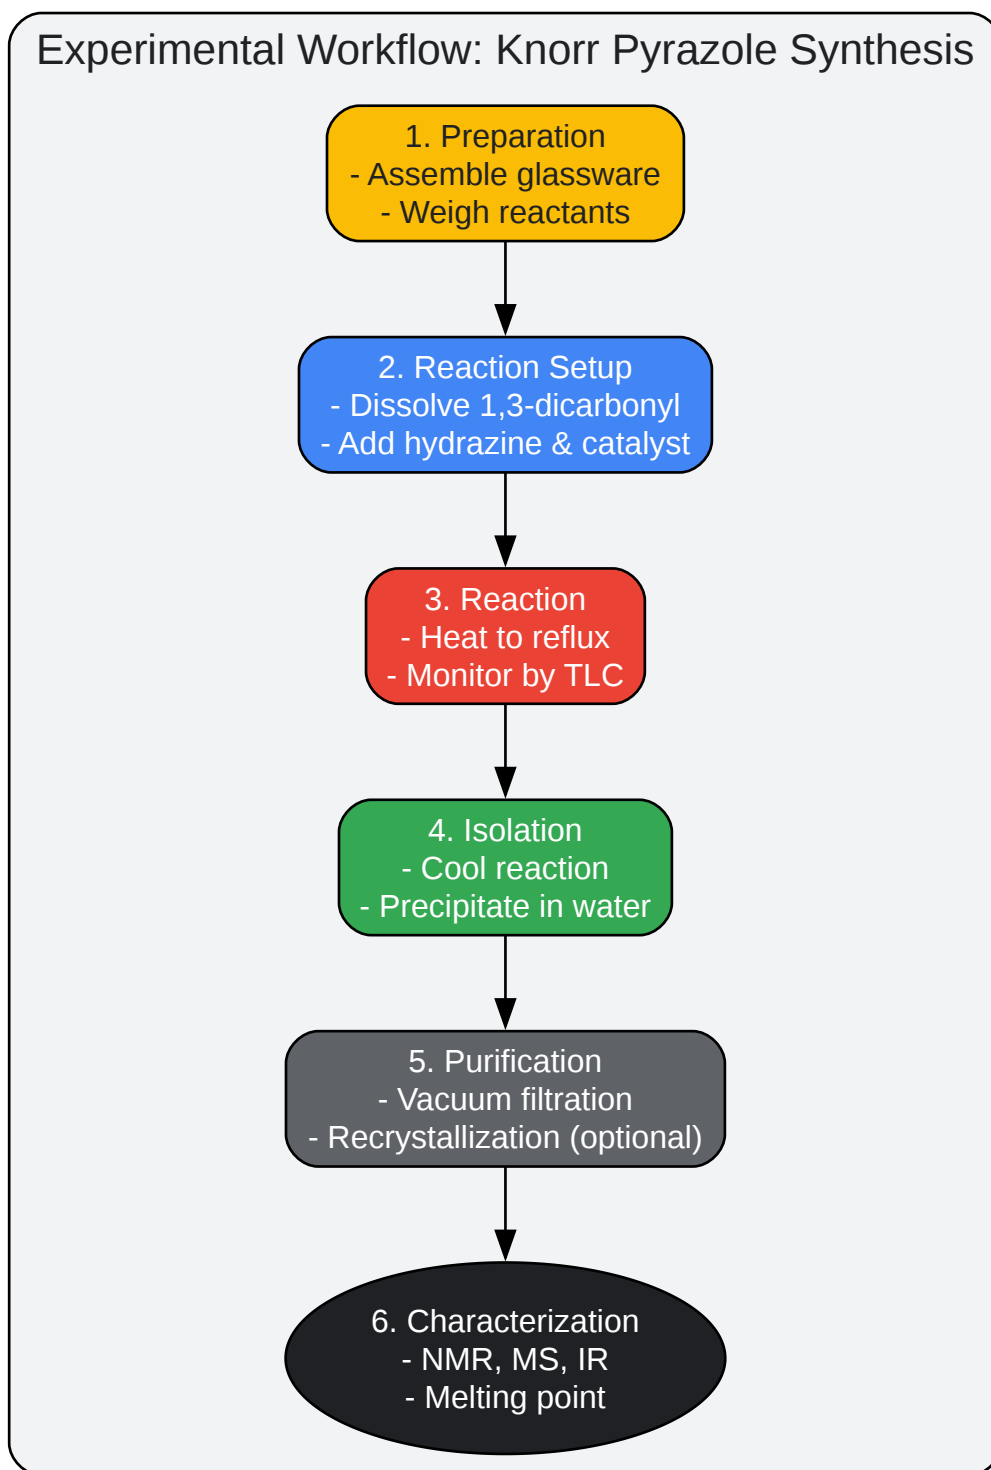 Experimental Workflow: Knorr Pyrazole Synthesis
1. Preparation
- Assemble glassware
- Weigh reactants
2. Reaction Setup
- Dissolve 1,3-dicarbonyl
- Add hydrazine & catalyst
3. Reaction
- Heat to reflux
- Monitor by TLC
4. Isolation
- Cool reaction
- Precipitate in water
5. Purification
- Vacuum filtration
- Recrystallization (optional)
6. Characterization
- NMR, MS, IR
- Melting point